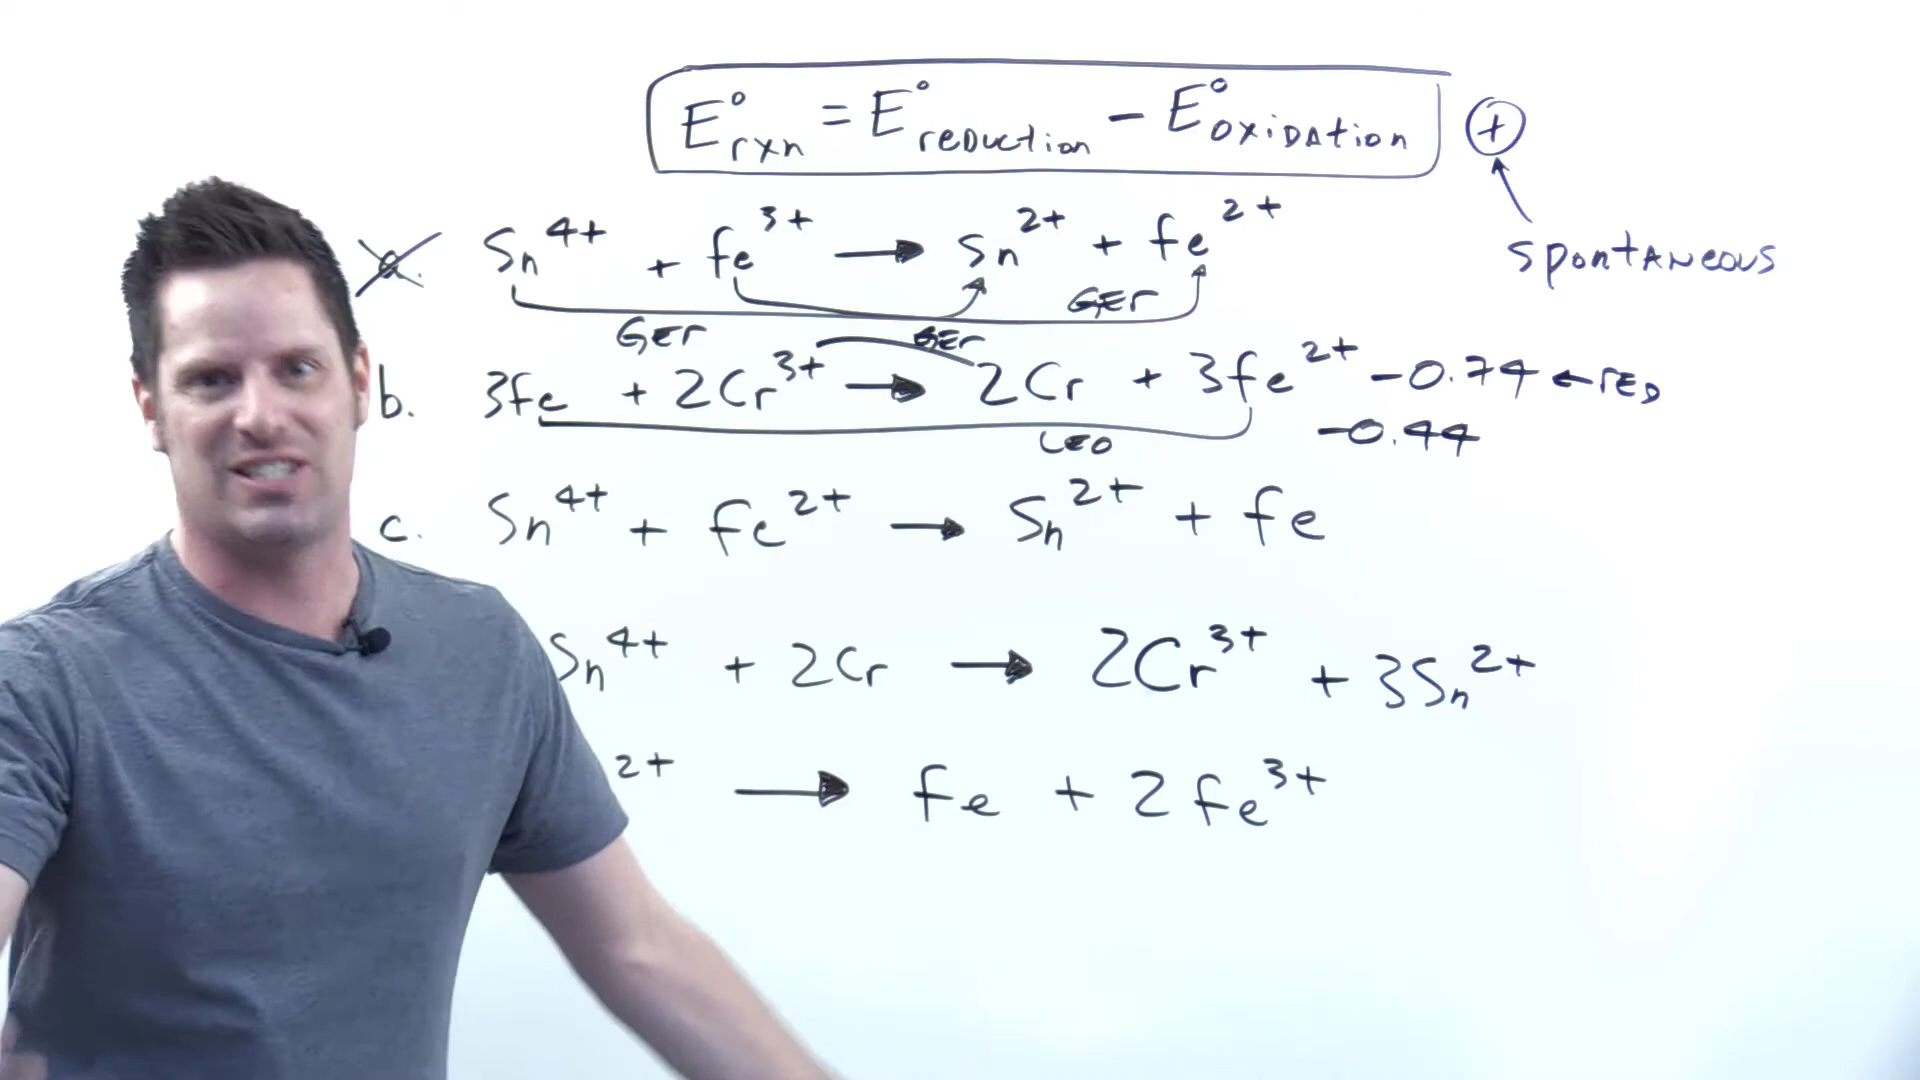 E°rxn = E°reduction − E°oxidation (+)
spontaneous
a. Sn⁴⁺ + fe³⁺ → Sn²⁺ + fe²⁺
GEr
GEr GEr
b. 3fe + 2Cr³⁺ → 2Cr + 3fe²⁺ −0.74 ← rED
LEO −0.44
c. Sn⁴⁺ + fe²⁺ → Sn²⁺ + fe
Sn⁴⁺ + 2Cr → 2Cr³⁺ + 3Sn²⁺
²⁺ → fe + 2fe³⁺